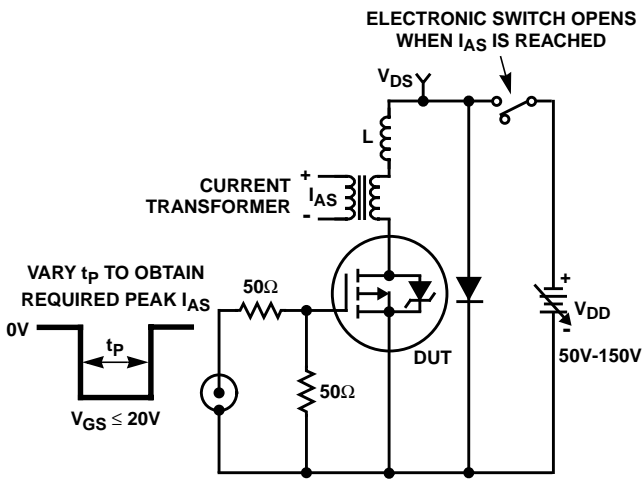 ELECTRONIC SWITCH OPENS
WHEN IAS IS REACHED
VDS
L
+
CURRENT
TRANSFORMER
IAS
-
VARY tP TO OBTAIN
REQUIRED PEAK IAS
50Ω
0V
tP
DUT
+
VDD
-
50V-150V
50Ω
VGS ≤ 20V